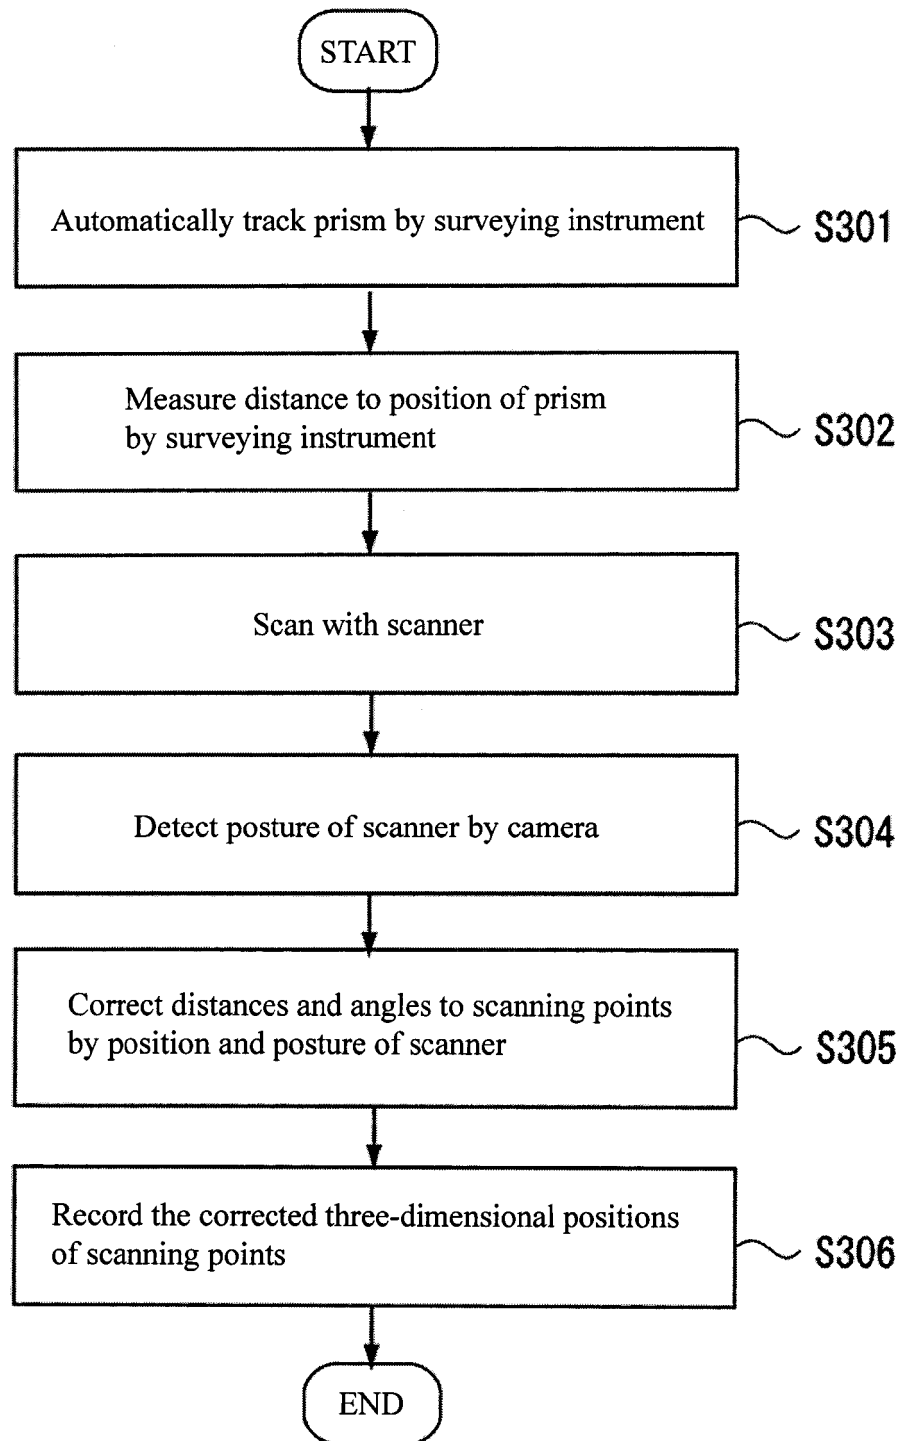 START
Automatically track prism by surveying instrument
S301
Measure distance to position of prism
by surveying instrument
S302
Scan with scanner
S303
Detect posture of scanner by camera
S304
Correct distances and angles to scanning points
by position and posture of scanner
S305
Record the corrected three-dimensional positions
of scanning points
S306
END